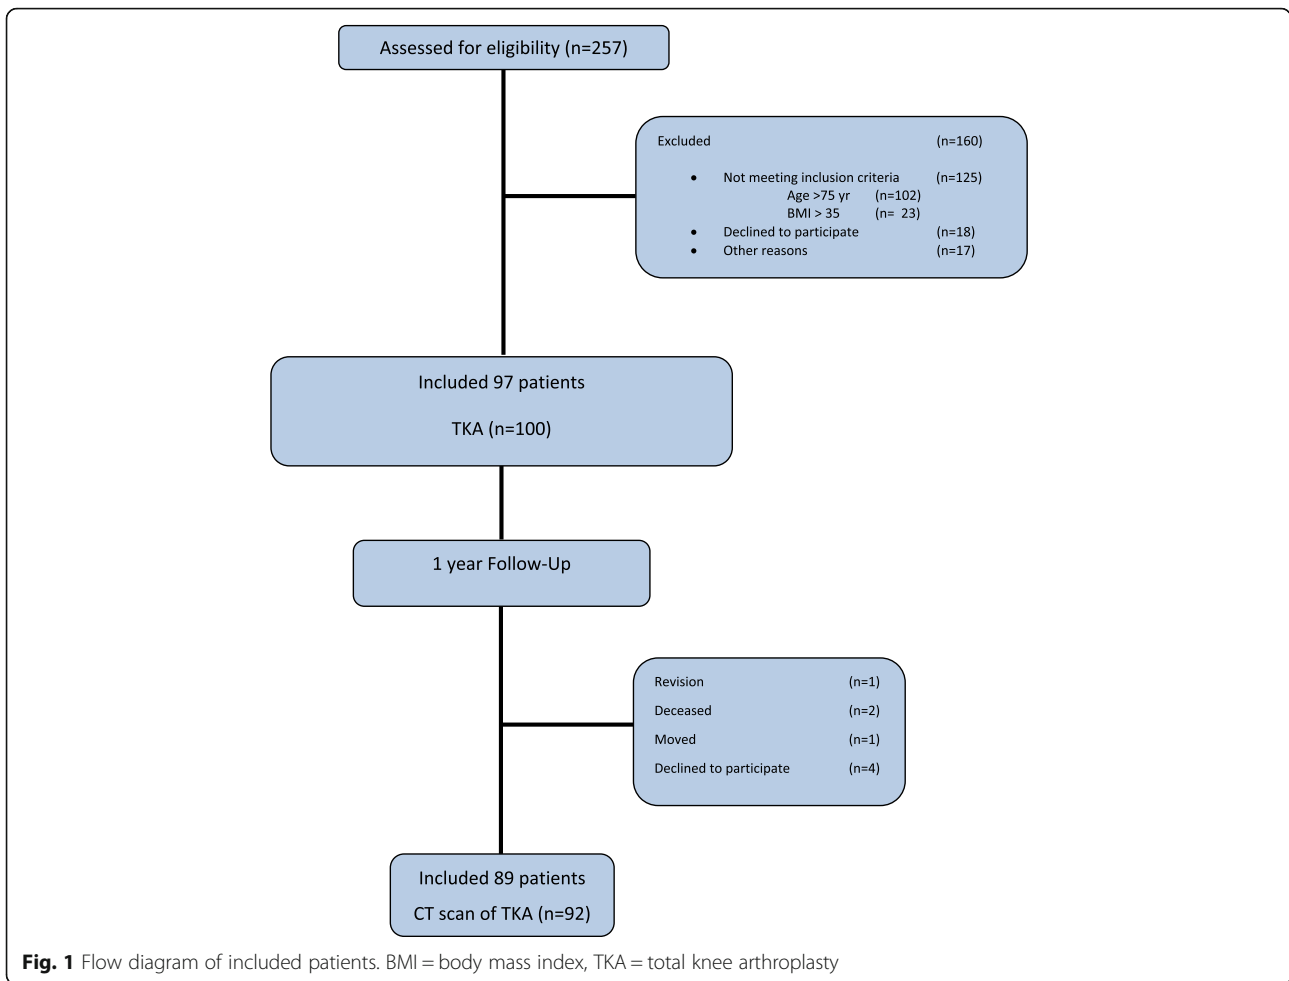 Assessed for eligibility (n=257)
Excluded (n=160)
• Not meeting inclusion criteria (n=125)
Age >75 yr (n=102)
BMI > 35 (n= 23)
• Declined to participate (n=18)
• Other reasons (n=17)
Included 97 patients
TKA (n=100)
1 year Follow-Up
Revision (n=1)
Deceased (n=2)
Moved (n=1)
Declined to participate (n=4)
Included 89 patients
CT scan of TKA (n=92)
Fig. 1 Flow diagram of included patients. BMI = body mass index, TKA = total knee arthroplasty